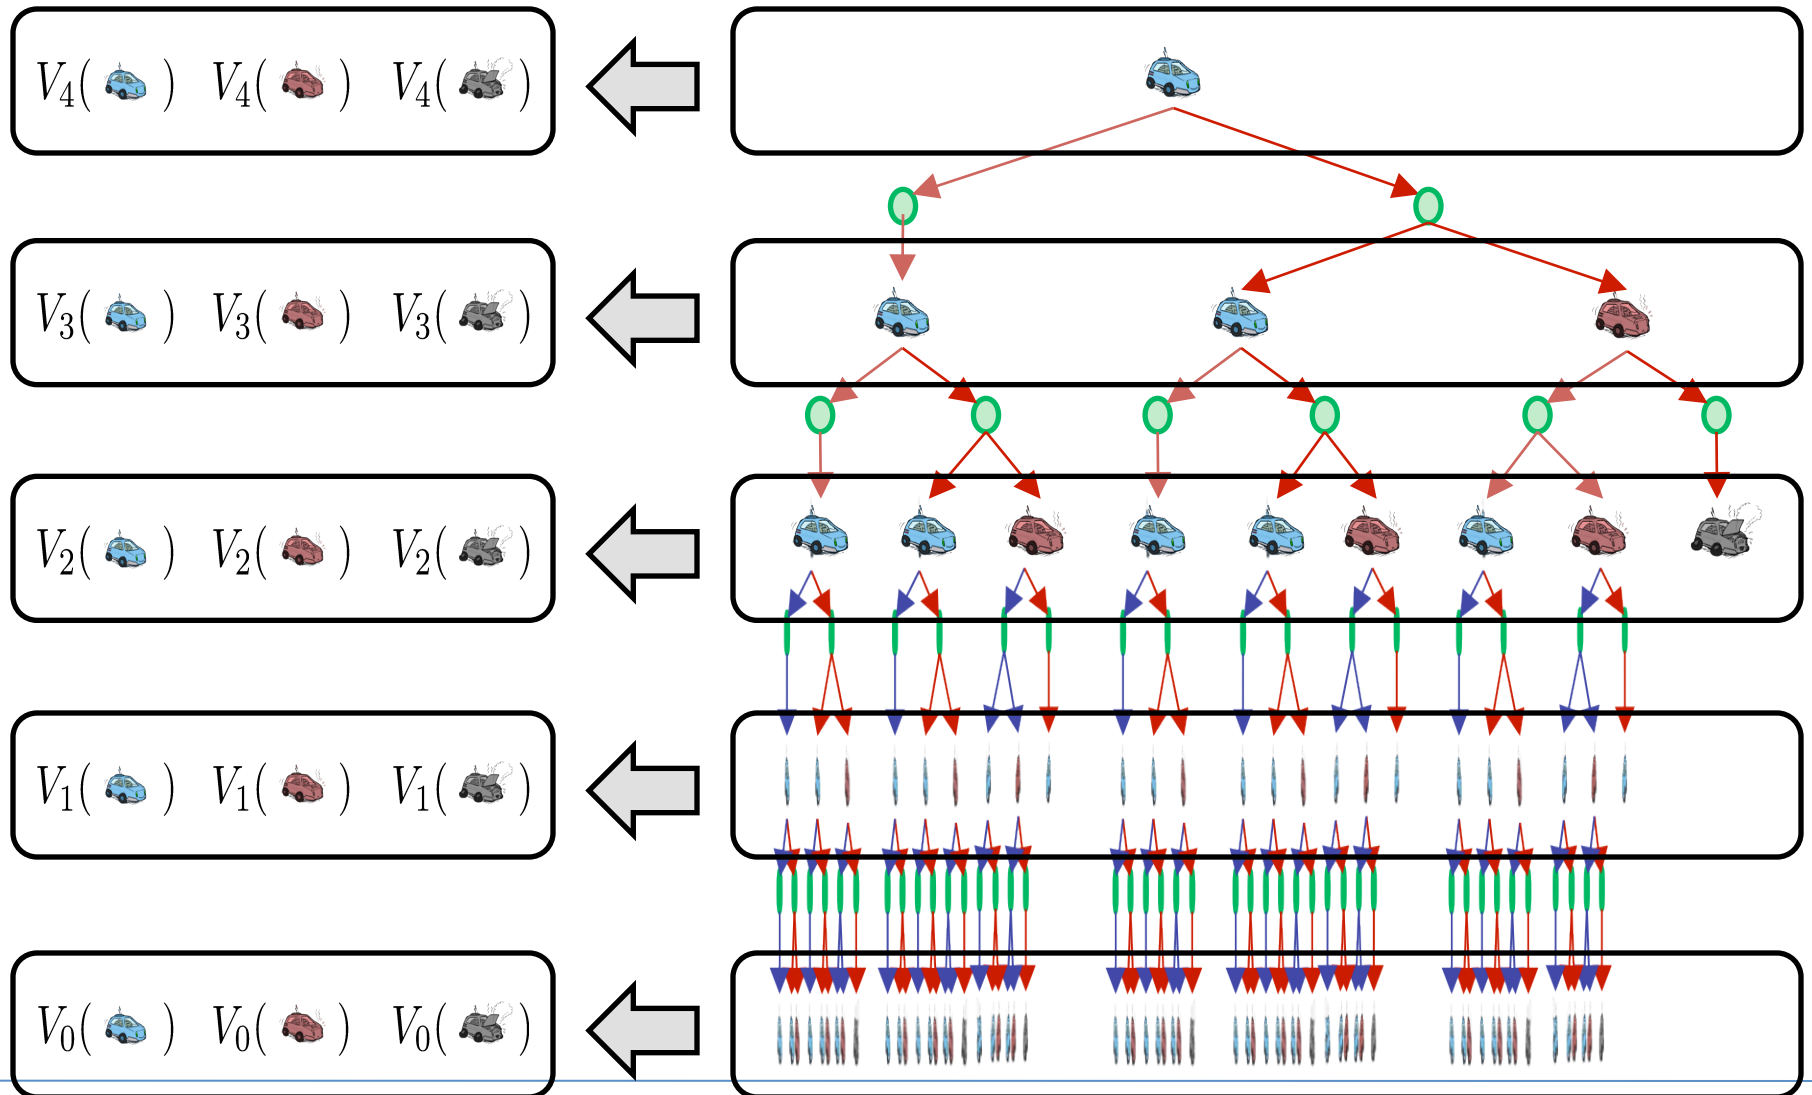 V₄( ) V₄( ) V₄( )
V₃( ) V₃( ) V₃( )
V₂( ) V₂( ) V₂( )
V₁( ) V₁( ) V₁( )
V₀( ) V₀( ) V₀( )